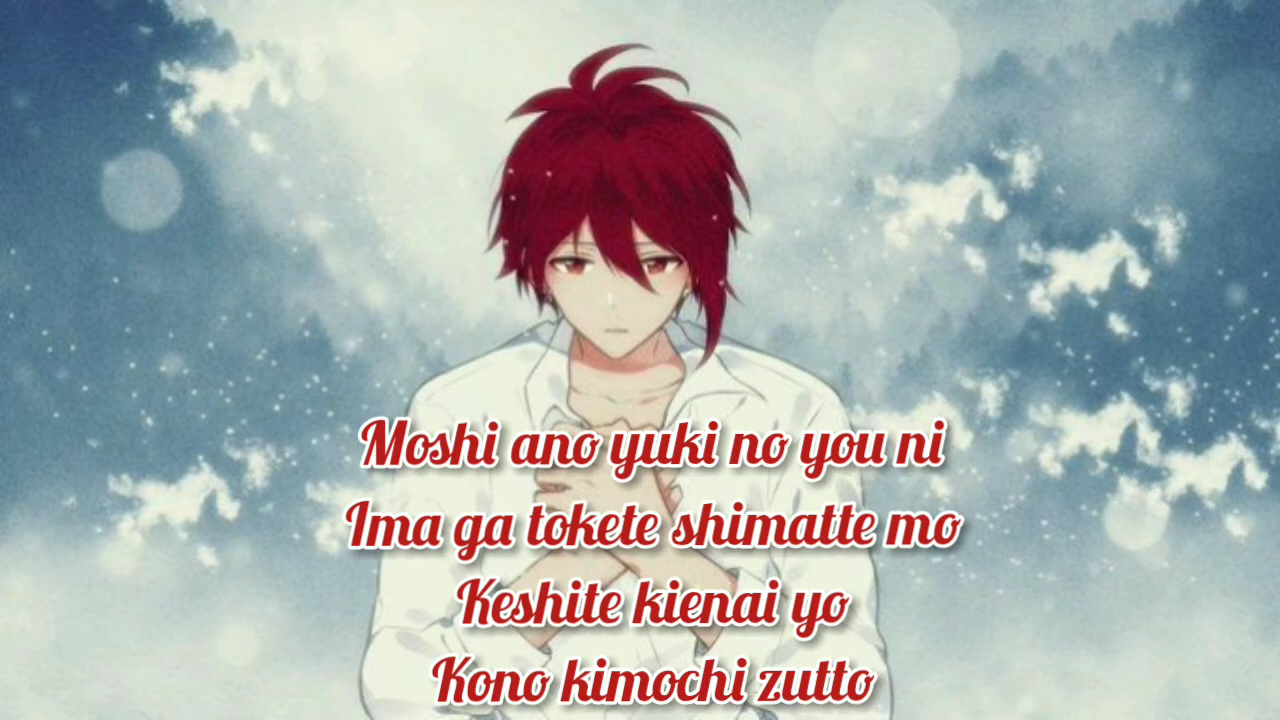 Moshi ano yuki no you ni
Ima ga tokete shimatte mo
Keshite kienai yo
Kono kimochi zutto